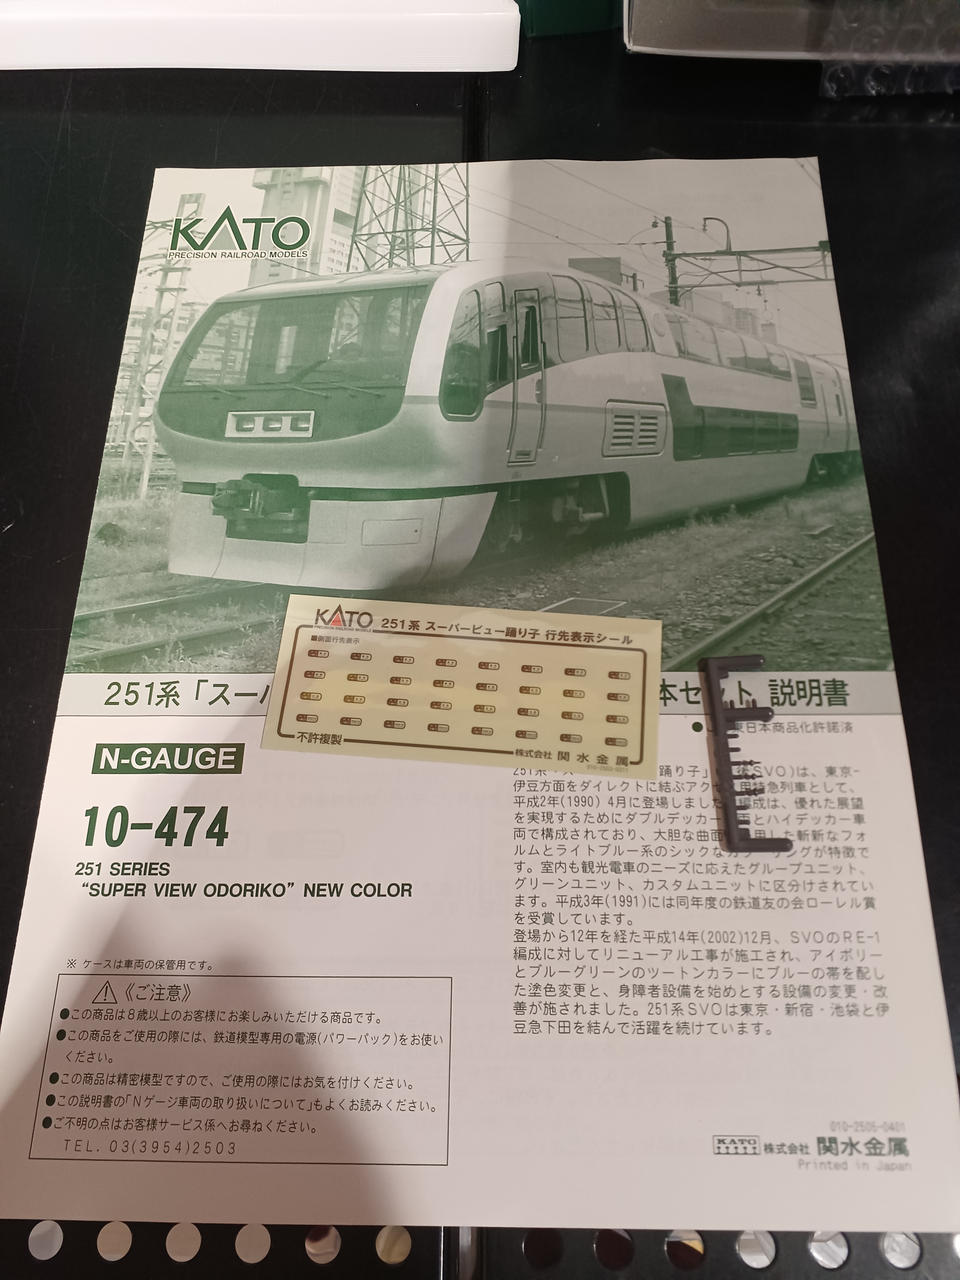 KATO
PRECISION RAILROAD MODELS
KATO
PRECISION RAILROAD MODELS
251系 スーパービュー踊り子 行先表示シール
■側面行先表示
不許複製
株式会社 関水金属
251系「スーパ
本セット 説明書
N-GAUGE
10-474
251 SERIES
"SUPER VIEW ODORIKO" NEW COLOR
東日本商品化許諾済
踊り子」
後SVO)は、東京-
伊豆方面をダイレクトに結ぶアクセ
用特急列車として、
平成2年(1990) 4月に登場しました
編成は、優れた展望
を実現するためにダブルデッカー
両とハイデッカー車
両で構成されており、大胆な曲面
用した斬新なフォ
ルムとライトブルー系のシックな
リングが特徴で
す。室内も観光電車のニーズに応えたグループユニット、
グリーンユニット、カスタムユニットに区分けされてい
ます。平成3年(1991)には同年度の鉄道友の会ローレル賞
を受賞しています。
登場から12年を経た平成14年(2002)12月、SVOのRE-1
編成に対してリニューアル工事が施工され、アイボリー
とブルーグリーンのツートンカラーにブルーの帯を配し
た塗色変更と、身障者設備を始めとする設備の変更・改
善が施されました。251系SVOは東京・新宿・池袋と伊
豆急下田を結んで活躍を続けています。
※ ケースは車両の保管用です。
⚠《ご注意》
●この商品は8歳以上のお客様にお楽しみいただける商品です。
●この商品をご使用の際には、鉄道模型専用の電源(パワーパック)をお使い
ください。
●この商品は精密模型ですので、ご使用の際にはお気を付けください。
●この説明書の「Nゲージ車両の取り扱いについて」もよくお読みください。
●ご不明の点はお客様サービス係へお尋ねください。
TEL. 03(3954)2503
010-2505-0401
KATO 株式会社 関水金属
Printed in Japan